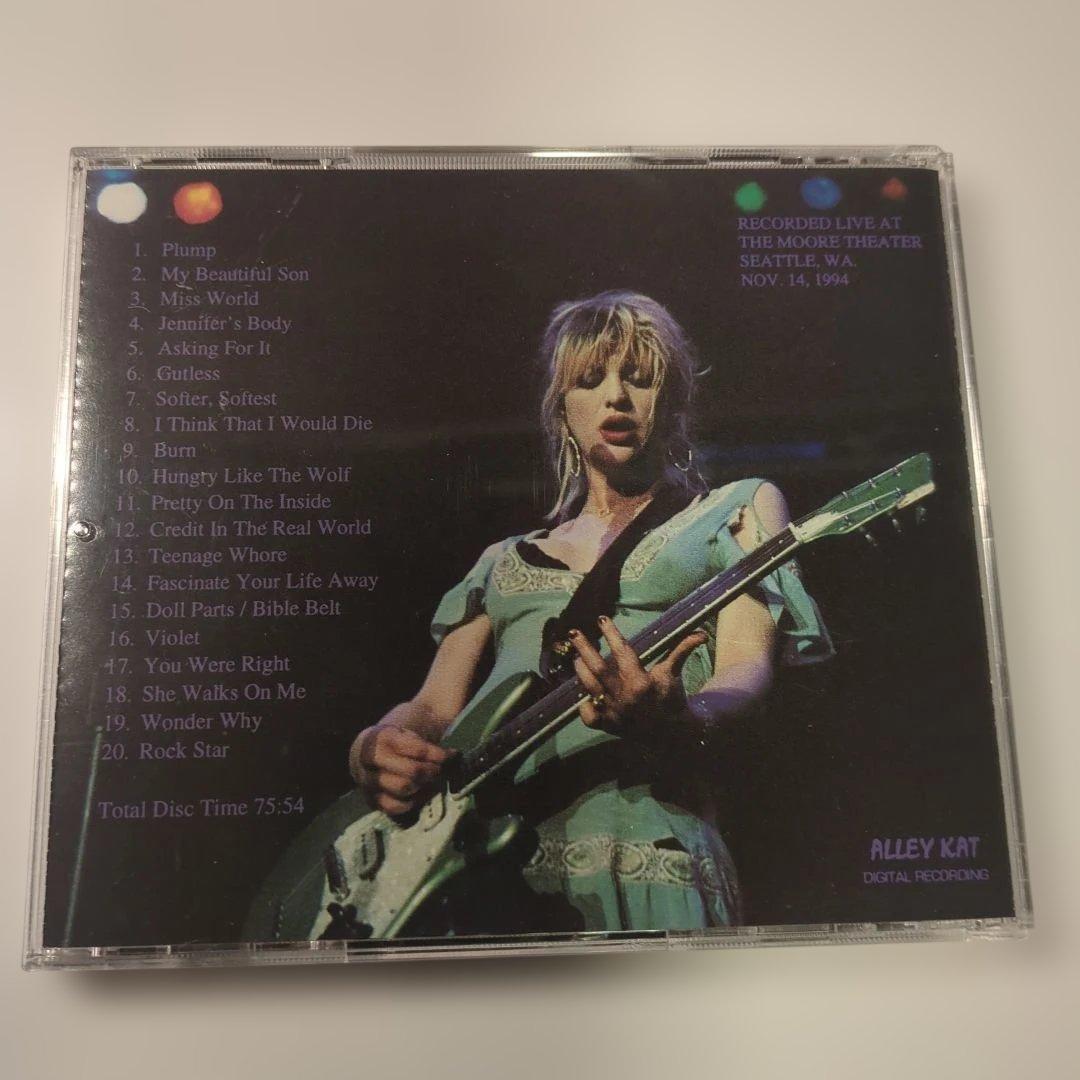 RECORDED LIVE AT
THE MOORE THEATER
SEATTLE, WA.
NOV. 14, 1994
1. Plump
2. My Beautiful Son
3. Miss World
4. Jennifer's Body
5. Asking For It
6. Gutless
7. Softer, Softest
8. I Think That I Would Die
9. Burn
10. Hungry Like The Wolf
11. Pretty On The Inside
12. Credit In The Real World
13. Teenage Whore
14. Fascinate Your Life Away
15. Doll Parts / Bible Belt
16. Violet
17. You Were Right
18. She Walks On Me
19. Wonder Why
20. Rock Star
Total Disc Time 75:54
ALLEY KAT
DIGITAL RECORDING